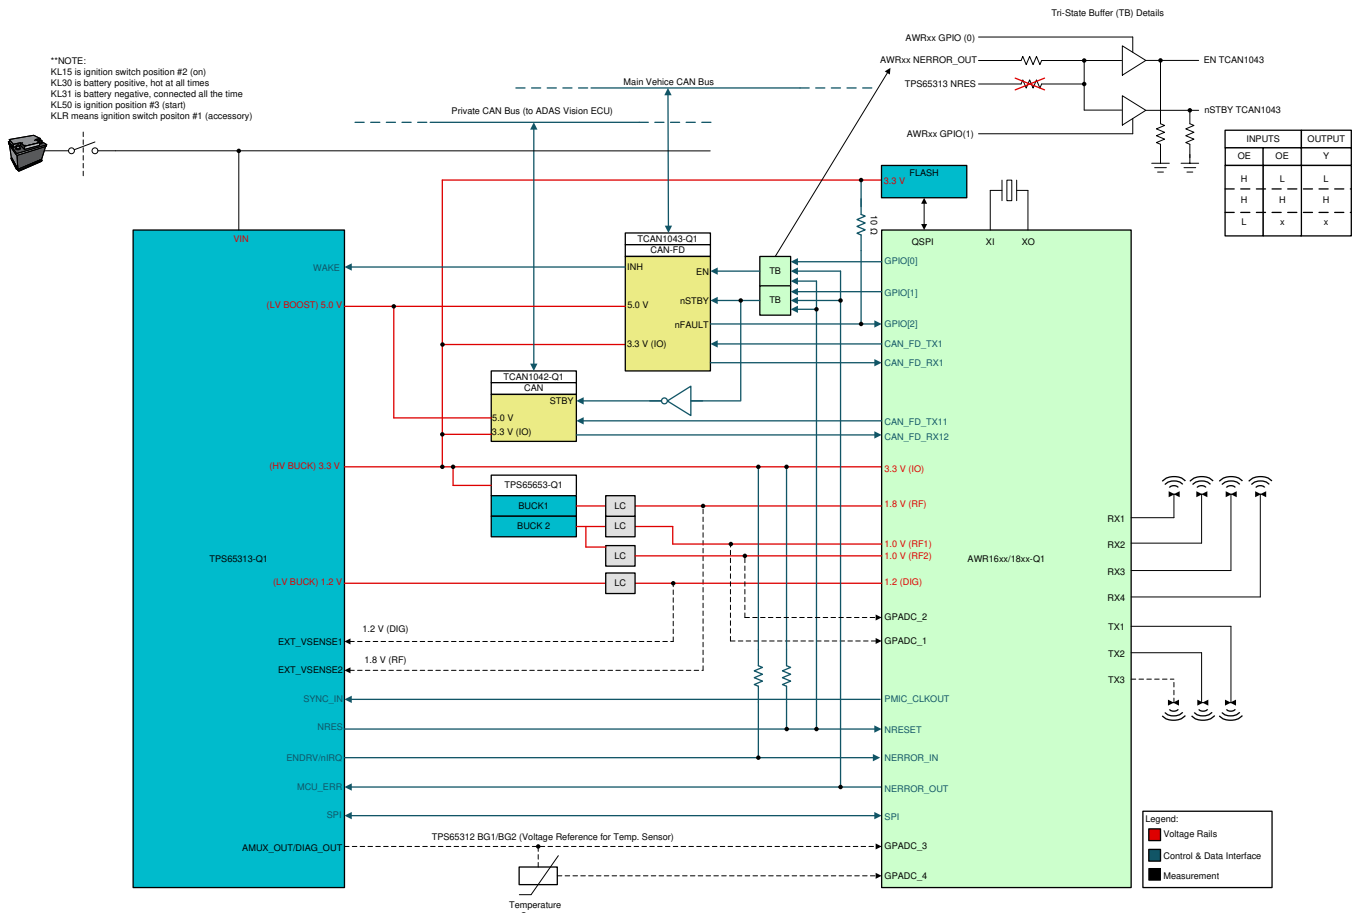 Tri-State Buffer (TB) Details
AWRxx GPIO (0)
AWRxx NERROR_OUT
EN TCAN1043
TPS65313 NRES
nSTBY TCAN1043
AWRxx GPIO(1)
INPUTS OUTPUT
OE OE Y
H L L
H H H
L x x
**NOTE:
KL15 is ignition switch position #2 (on)
KL30 is battery positive, hot at all times
KL31 is battery negative, connected all the time
KL50 is ignition position #3 (start)
KLR means ignition switch positon #1 (accessory)
Main Vehice CAN Bus
Private CAN Bus (to ADAS Vision ECU)
FLASH
3.3 V
10 Ω
VIN
WAKE
(LV BOOST) 5.0 V
(HV BUCK) 3.3 V
TPS65313-Q1
(LV BUCK) 1.2 V
EXT_VSENSE1
EXT_VSENSE2
SYNC_IN
NRES
ENDRV/nIRQ
MCU_ERR
SPI
AMUX_OUT/DIAG_OUT
TCAN1043-Q1
CAN-FD
INH
EN
5.0 V
nSTBY
nFAULT
3.3 V (IO)
TB
TB
TCAN1042-Q1
CAN
STBY
5.0 V
3.3 V (IO)
TPS65653-Q1
BUCK1
BUCK 2
LC
LC
LC
LC
1.2 V (DIG)
1.8 V (RF)
TPS65312 BG1/BG2 (Voltage Reference for Temp. Sensor)
Temperature
QSPI
XI
XO
GPIO[0]
GPIO[1]
GPIO[2]
CAN_FD_TX1
CAN_FD_RX1
CAN_FD_TX11
CAN_FD_RX12
3.3 V (IO)
1.8 V (RF)
1.0 V (RF1)
1.0 V (RF2)
1.2 (DIG)
AWR16xx/18xx-Q1
GPADC_2
GPADC_1
PMIC_CLKOUT
NRESET
NERROR_IN
NERROR_OUT
SPI
GPADC_3
GPADC_4
RX1
RX2
RX3
RX4
TX1
TX2
TX3
Legend:
Voltage Rails
Control & Data Interface
Measurement